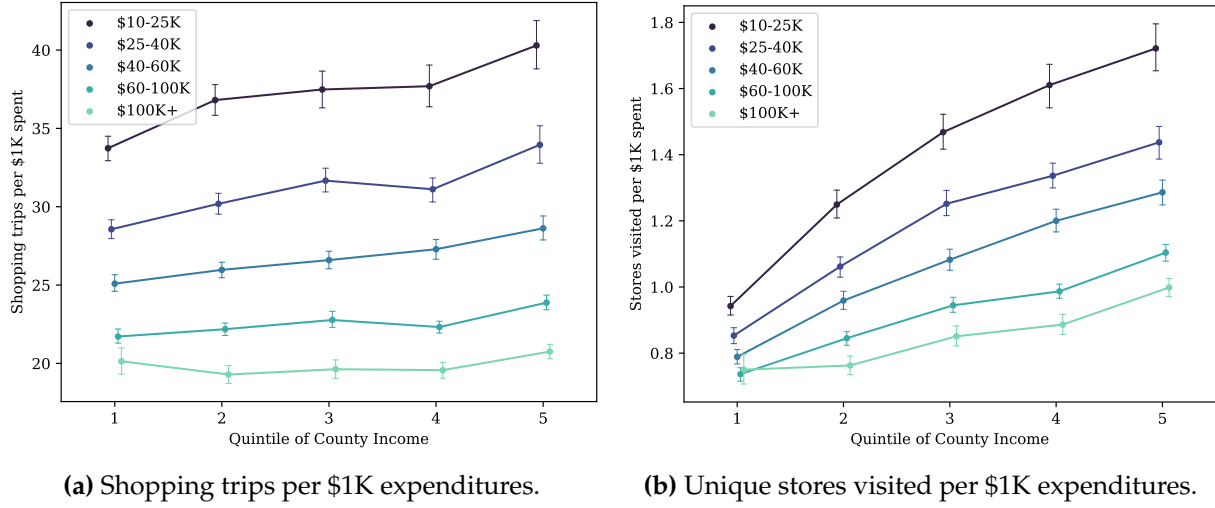 $10-25K
$25-40K
$40-60K
$60-100K
$100K+
40
35
30
25
20
Shopping trips per $1K spent
1 2 3 4 5
Quintile of County Income
(a) Shopping trips per $1K expenditures.
$10-25K
$25-40K
$40-60K
$60-100K
$100K+
1.8
1.6
1.4
1.2
1.0
0.8
Stores visited per $1K spent
1 2 3 4 5
Quintile of County Income
(b) Unique stores visited per $1K expenditures.